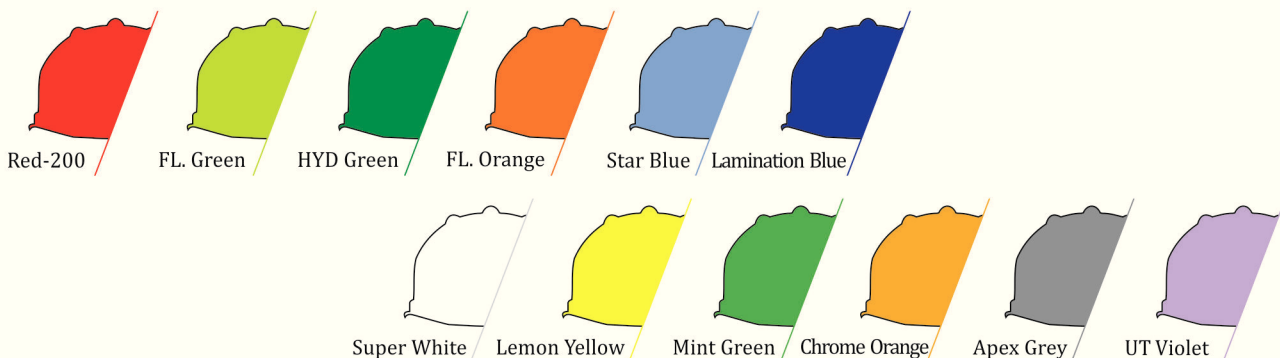 Red-200 FL. Green HYD Green FL. Orange Star Blue Lamination Blue
Super White Lemon Yellow Mint Green Chrome Orange Apex Grey UT Violet